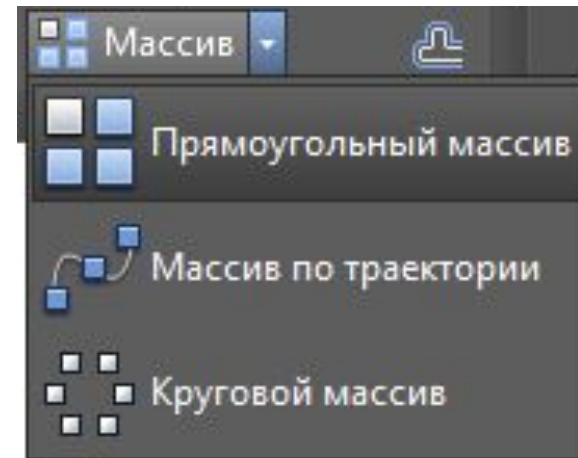 Массив
Прямоугольный массив
Массив по траектории
Круговой массив